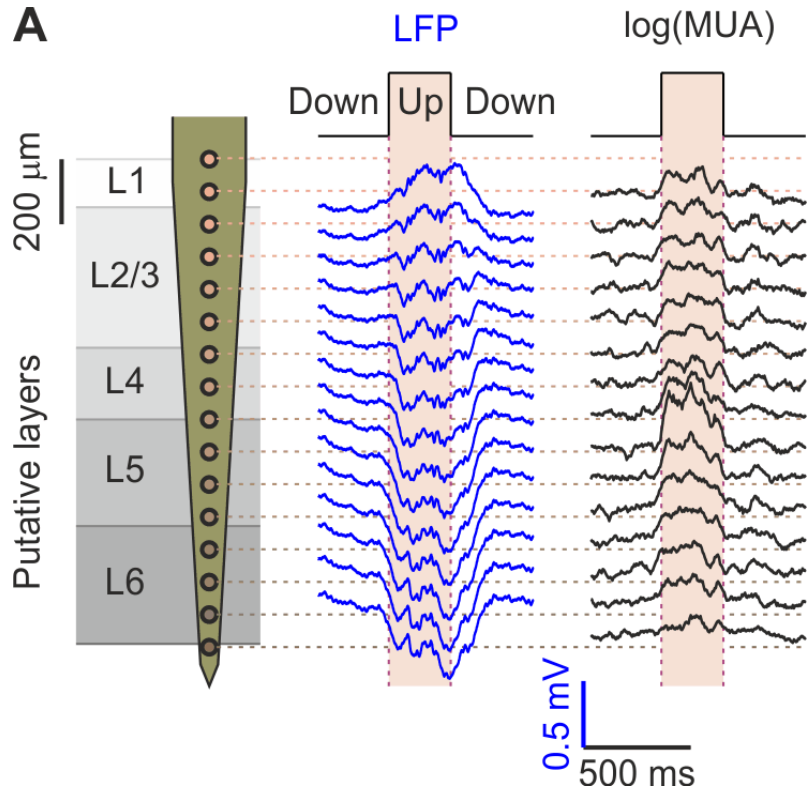 A
LFP
log(MUA)
Down Up Down
200 μm
L1
L2/3
L4
L5
L6
Putative layers
0.5 mV
500 ms